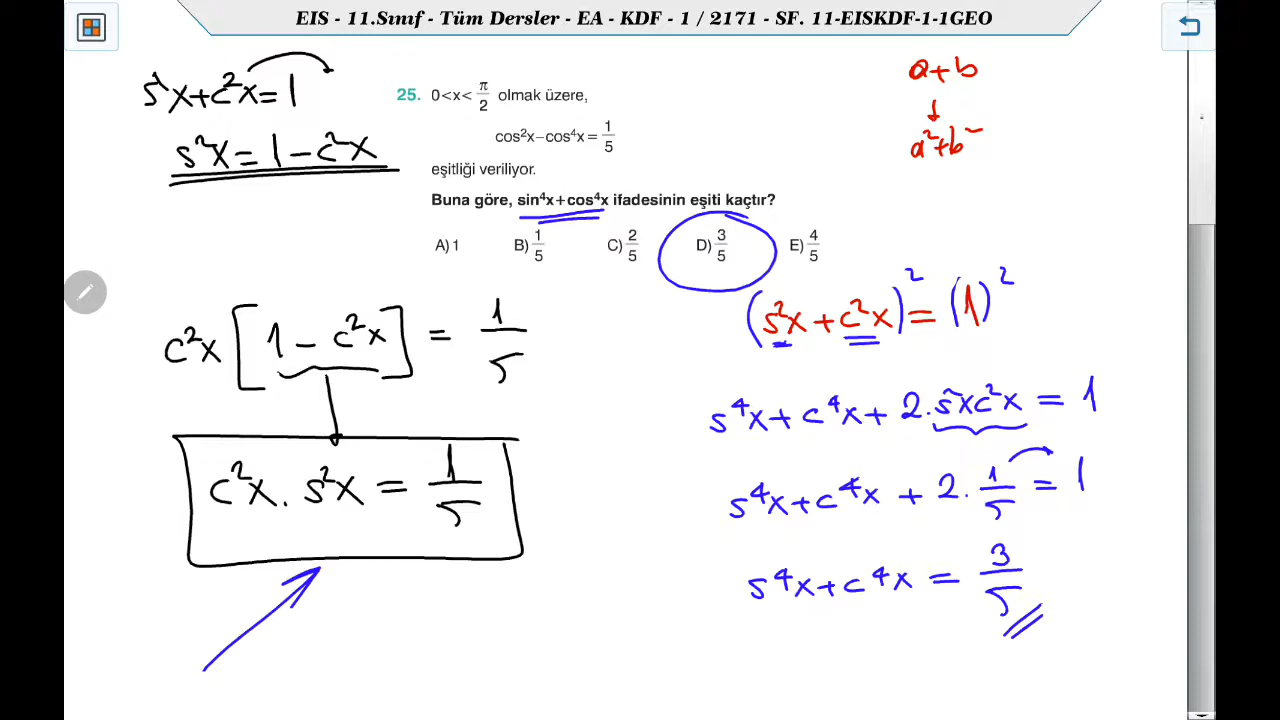 EIS - 11.Sınıf - Tüm Dersler - EA - KDF - 1 / 2171 - SF. 11-EISKDF-1-1GEO
25. 0<x<π/2 olmak üzere,
cos²x−cos⁴x=1/5
eşitliği veriliyor.
Buna göre, sin⁴x+cos⁴x ifadesinin eşiti kaçtır?
A) 1 B) 1/5 C) 2/5 D) 3/5 E) 4/5
s²x+c²x=1
s²x=1−c²x
c²x[1−c²x]=1/5
c²x.s²x=1/5
a+b
a²+b²
(s²x+c²x)²=(1)²
s⁴x+c⁴x+2.s²xc²x=1
s⁴x+c⁴x+2.1/5=1
s⁴x+c⁴x=3/5